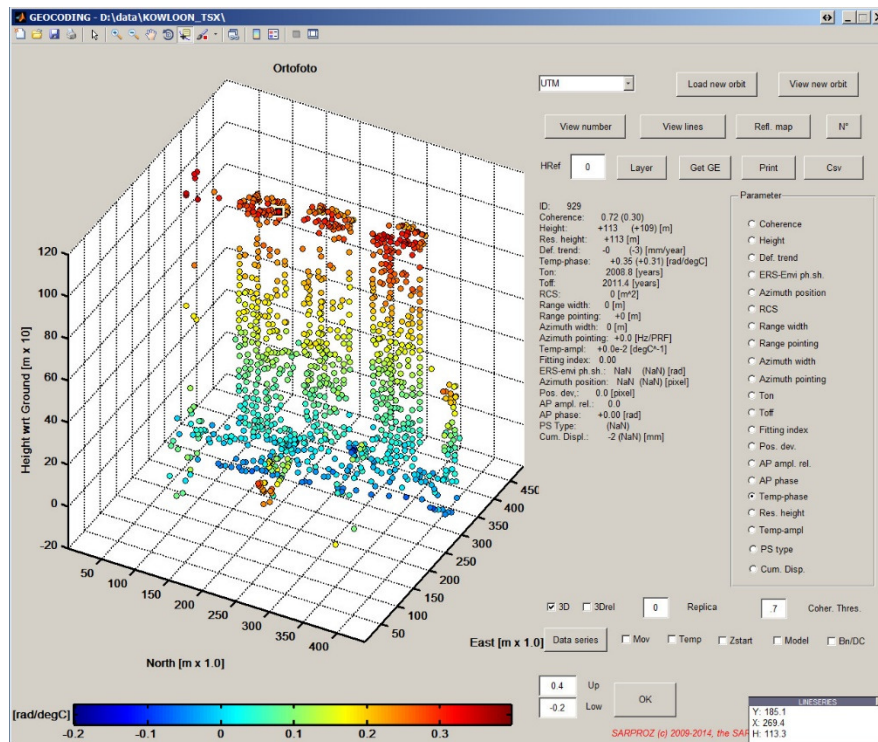 GEOCODING - D:\data\KOWLOON_TSX\
Ortofoto
120
100
80
60
40
20
0
-20
Height wrt Ground [m x 10]
50
100
150
200
250
300
350
400
North [m x 1.0]
50
100
150
200
250
300
350
400
450
East [m x 1.0]
[rad/degC]
-0.2
-0.1
0
0.1
0.2
0.3
UTM
Load new orbit
View new orbit
View number
View lines
Refl. map
N°
HRef
0
Layer
Get GE
Print
Csv
ID: 929
Coherence: 0.72 (0.30)
Height: +113 (+109) [m]
Res. height: +113 [m]
Def. trend: -0 (-3) [mm/year]
Temp-phase: +0.35 (+0.31) [rad/degC]
Ton: 2008.8 [years]
Toff: 2011.4 [years]
RCS: 0 [m^2]
Range width: 0 [m]
Range pointing: +0 [m]
Azimuth width: 0 [m]
Azimuth pointing: +0.0 [Hz/PRF]
Temp-ampl: +0.0e-2 [degC^-1]
Fitting index: 0.00
ERS-envi ph.sh.: NaN (NaN) [rad]
Azimuth position: NaN (NaN) [pixel]
Pos. dev,: 0.0 [pixel]
AP ampl. rel.: 0.0
AP phase: +0.00 [rad]
PS Type: (NaN)
Cum. Displ.: -2 (NaN) [mm]
Parameter
Coherence
Height
Def. trend
ERS-Envi ph.sh.
Azimuth position
RCS
Range width
Range pointing
Azimuth width
Azimuth pointing
Ton
Toff
Fitting index
Pos. dev.
AP ampl. rel.
AP phase
Temp-phase
Res. height
Temp-ampl
PS type
Cum. Disp.
3D
3Drel
0
Replica
.7
Coher. Thres.
Data series
Mov
Temp
Zstart
Model
Bn/DC
0.4
Up
-0.2
Low
OK
SARPROZ (c) 2009-2014, the SAR
LINESERIES
Y: 185.1
X: 269.4
H: 113.3